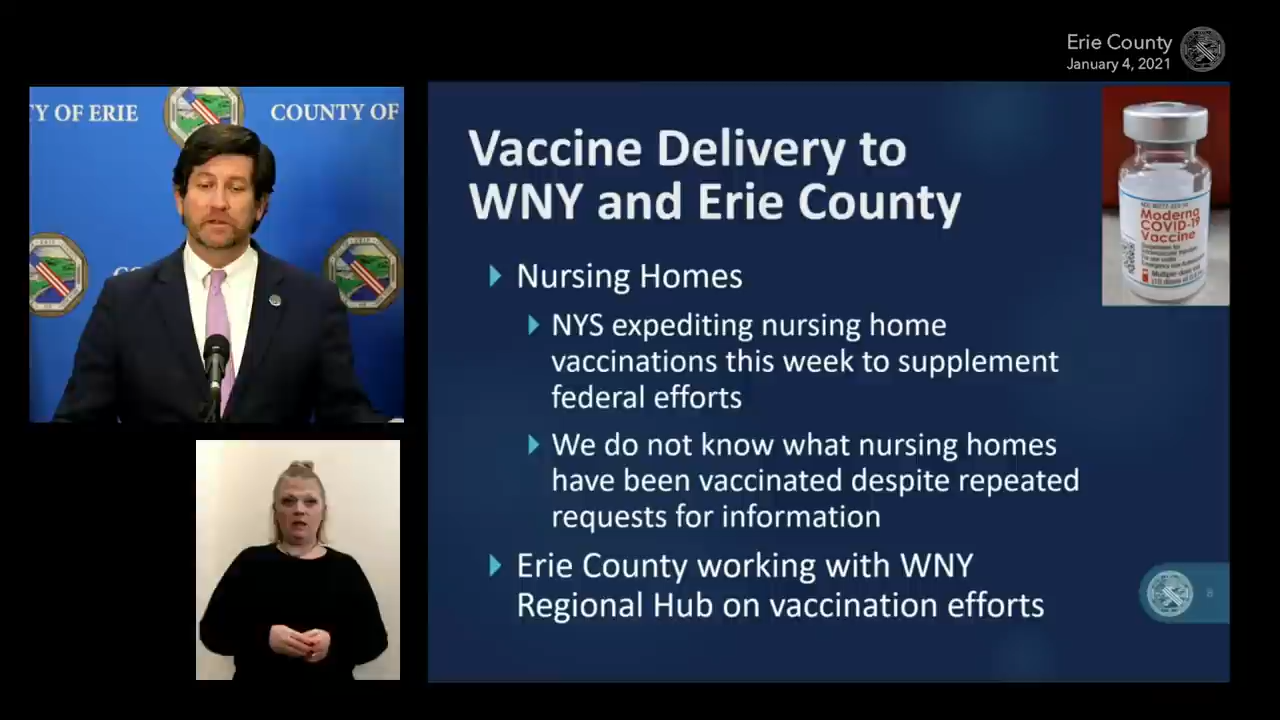 Erie County
January 4, 2021
Y OF ERIE
COUNTY OF
Vaccine Delivery to
WNY and Erie County
Nursing Homes
NYS expediting nursing home
vaccinations this week to supplement
federal efforts
We do not know what nursing homes
have been vaccinated despite repeated
requests for information
Erie County working with WNY
Regional Hub on vaccination efforts
Moderna
COVID-19
Vaccine
8